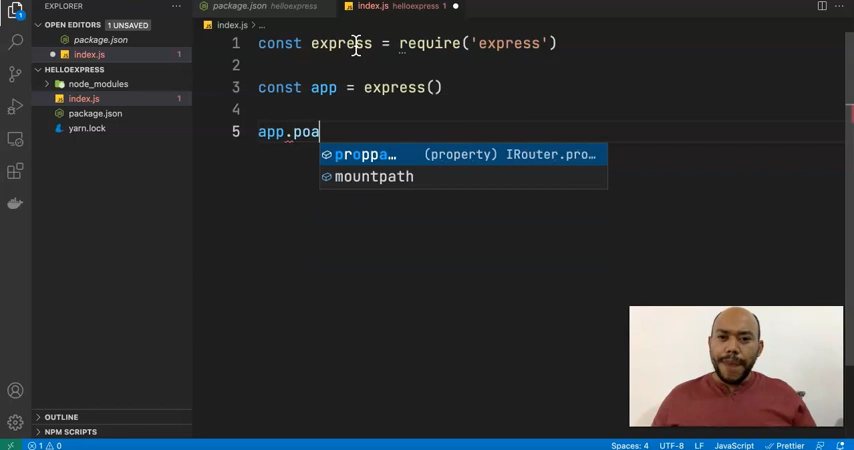 EXPLORER
package.json helloexpress
index.js helloexpress 1
OPEN EDITORS 1 UNSAVED
index.js > ...
package.json
1 const express = require('express')
index.js 1
HELLOEXPRESS
2
node_modules
3 const app = express()
index.js 1
package.json
4
yarn.lock
5 app.poa
proppa... (property) IRouter.pro...
mountpath
1
OUTLINE
NPM SCRIPTS
1 0 Spaces: 4 UTF-8 LF JavaScript Prettier